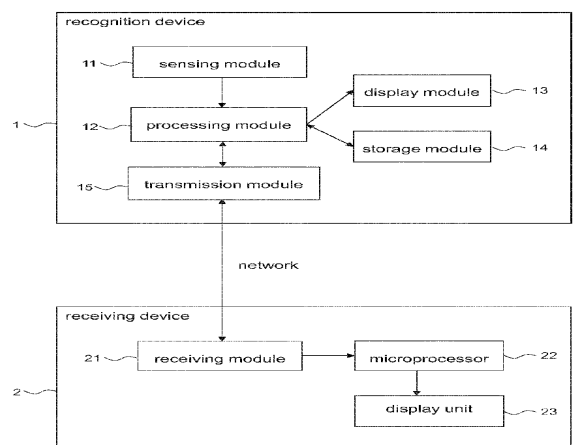 recognition device
11
sensing module
display module
13
1
12
processing module
storage module
14
15
transmission module
network
receiving device
21
receiving module
microprocessor
22
2
display unit
23